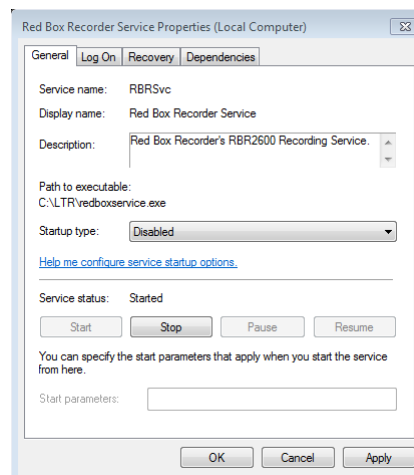 Red Box Recorder Service Properties (Local Computer)
General Log On Recovery Dependencies
Service name: RBRSvc
Display name: Red Box Recorder Service
Description: Red Box Recorder's RBR2600 Recording Service.
Path to executable:
C:\LTR\redboxservice.exe
Startup type: Disabled
Help me configure service startup options.
Service status: Started
Start Stop Pause Resume
You can specify the start parameters that apply when you start the service
from here.
Start parameters:
OK Cancel Apply